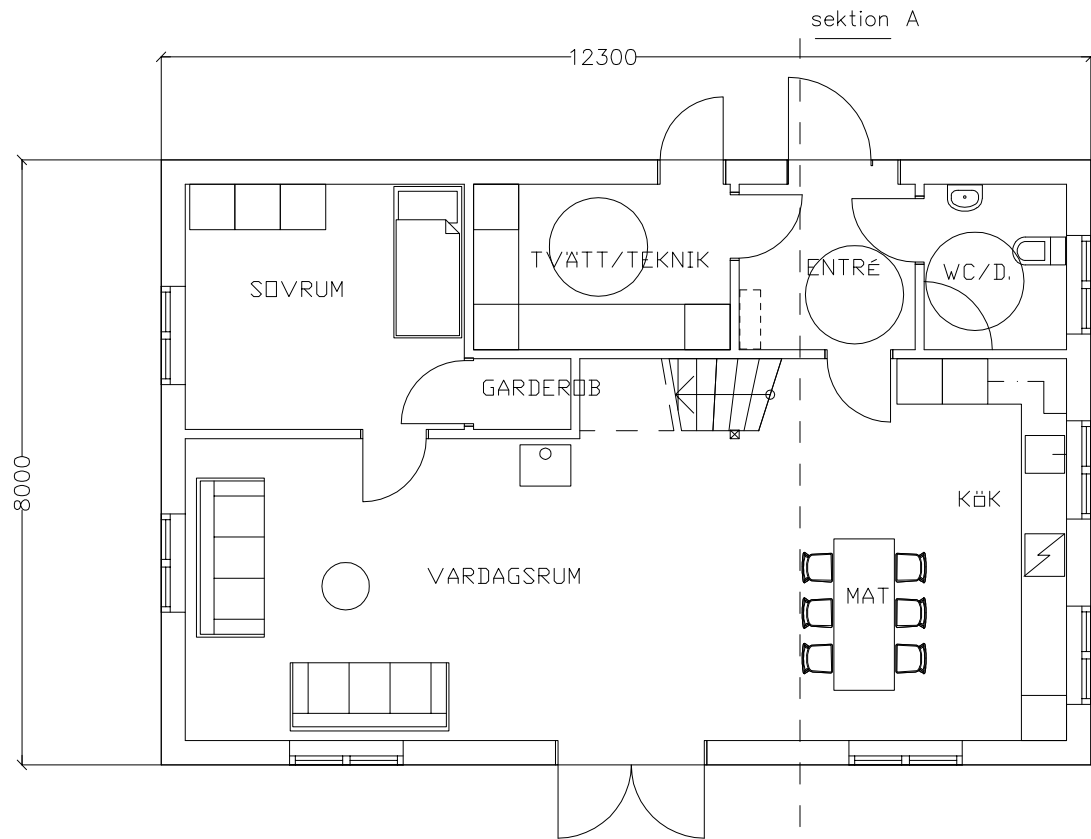 sektion A
12300
TVÄTT/TEKNIK
ENTRÉ
WC/D.
SOVRUM
GARDEROB
8000
KÖK
VARDAGSRUM
MAT